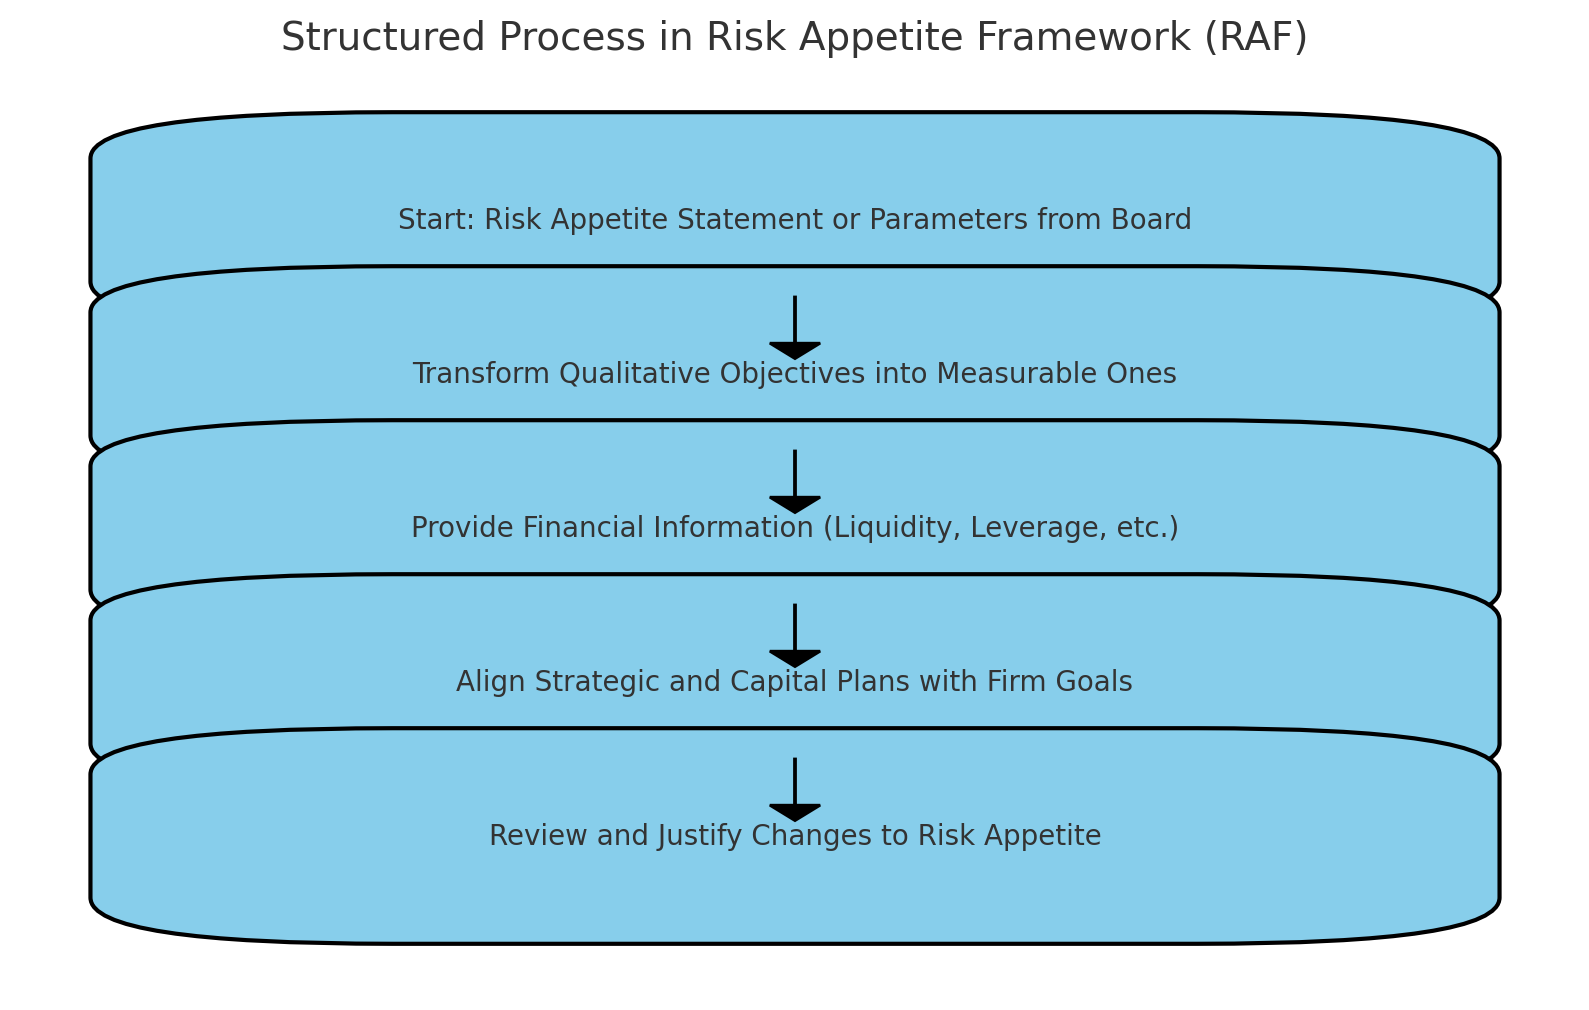 Structured Process in Risk Appetite Framework (RAF)
Start: Risk Appetite Statement or Parameters from Board
Transform Qualitative Objectives into Measurable Ones
Provide Financial Information (Liquidity, Leverage, etc.)
Align Strategic and Capital Plans with Firm Goals
Review and Justify Changes to Risk Appetite